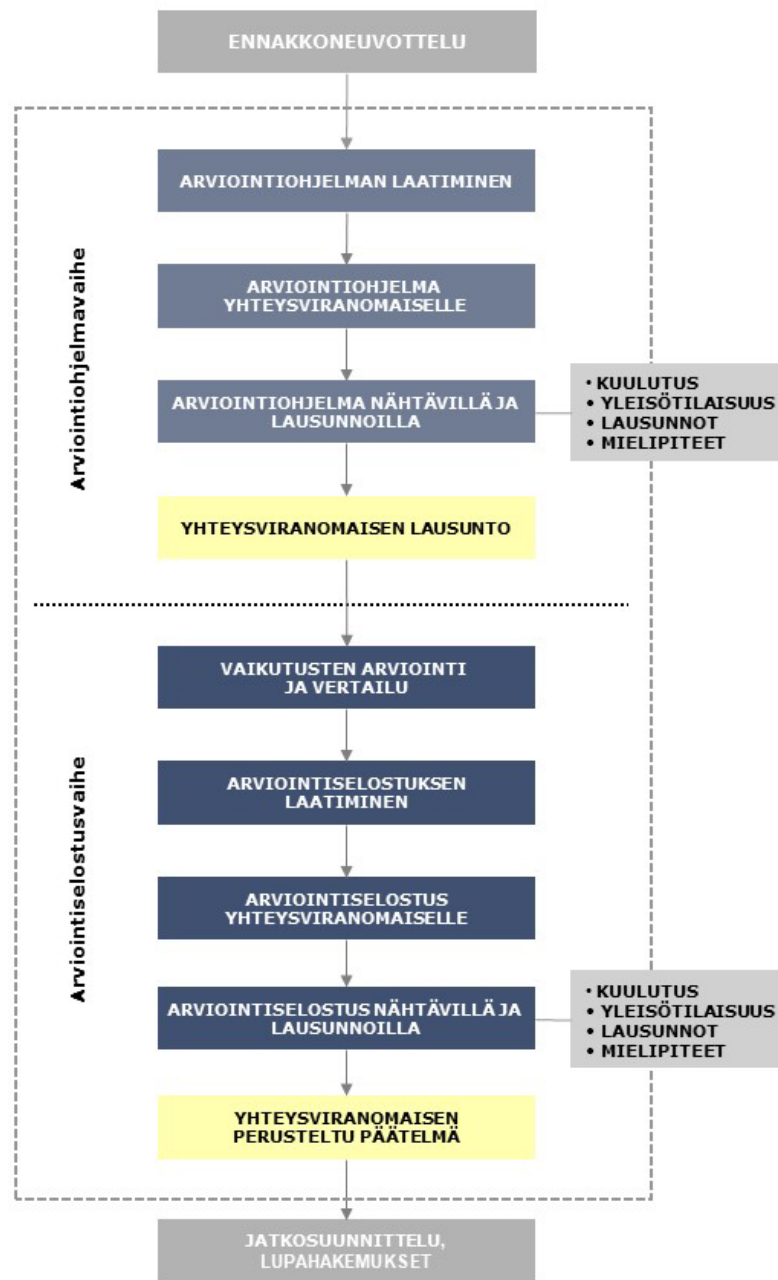 ENNAKKONEUVOTTELU
Arviointiohjelmavaihe
ARVIOINTIOHJELMAN LAATIMINEN
ARVIOINTIOHJELMA
YHTEYSVIRANOMAISELLE
ARVIOINTIOHJELMA NÄHTÄVILLÄ JA
LAUSUNNOILLA
• KUULUTUS
• YLEISÖTILAISUUS
• LAUSUNNOT
• MIELIPITEET
YHTEYSVIRANOMAISEN LAUSUNTO
Arviointiselostusvaihe
VAIKUTUSTEN ARVIOINTI
JA VERTAILU
ARVIOINTISELOSTUKSEN
LAATIMINEN
ARVIOINTISELOSTUS
YHTEYSVIRANOMAISELLE
ARVIOINTISELOSTUS NÄHTÄVILLÄ JA
LAUSUNNOILLA
• KUULUTUS
• YLEISÖTILAISUUS
• LAUSUNNOT
• MIELIPITEET
YHTEYSVIRANOMAISEN
PERUSTELTU PÄÄTELMÄ
JATKOSUUNNITTELU,
LUPAHAKEMUKSET